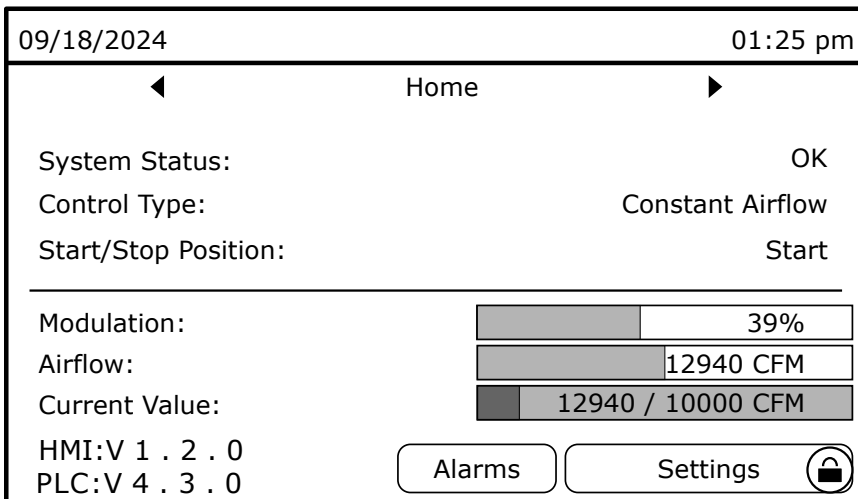 09/18/2024 01:25 pm
Home
System Status: OK
Control Type: Constant Airflow
Start/Stop Position: Start
Modulation: 39%
Airflow: 12940 CFM
Current Value: 12940 / 10000 CFM
HMI:V 1 . 2 . 0
PLC:V 4 . 3 . 0
Alarms Settings